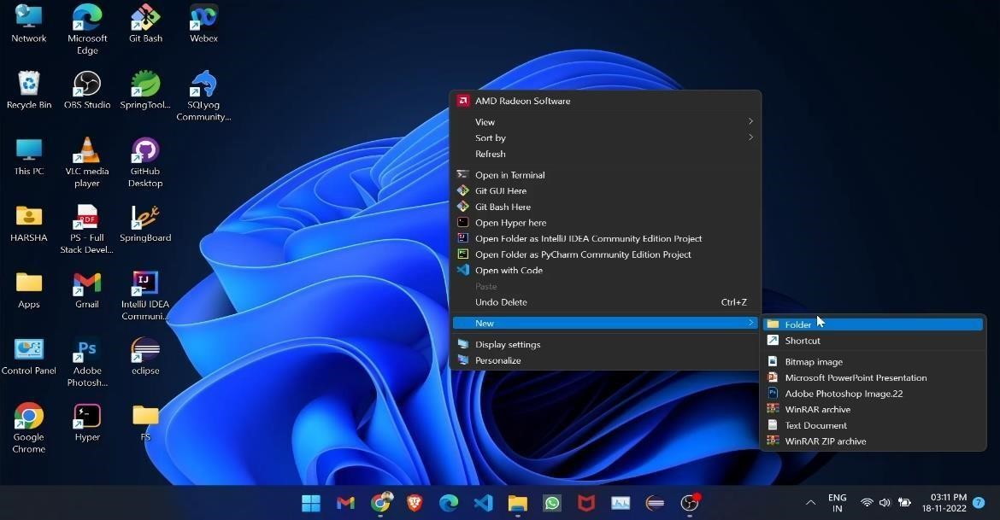 Network
Microsoft
Edge
Git Bash
Webex
Recycle Bin
OBS Studio
SpringTool...
SQLyog
Community...
This PC
VLC media
player
GitHub
Desktop
HARSHA
PDF
PS - Full
Stack Devel...
SpringBoard
Apps
Gmail
IJ
IntelliJ IDEA
Communi...
Control Panel
Ps
Adobe
Photosh...
eclipse
Google
Chrome
Hyper
FS
AMD Radeon Software
View
Sort by
Refresh
Open in Terminal
Git GUI Here
Git Bash Here
Open Hyper here
Open Folder as IntelliJ IDEA Community Edition Project
Open Folder as PyCharm Community Edition Project
Open with Code
Paste
Undo Delete Ctrl+Z
New
Display settings
Personalize
Folder
Shortcut
Bitmap image
Microsoft PowerPoint Presentation
Adobe Photoshop Image.22
WinRAR archive
Text Document
WinRAR ZIP archive
ENG
IN
03:11 PM
18-11-2022
7